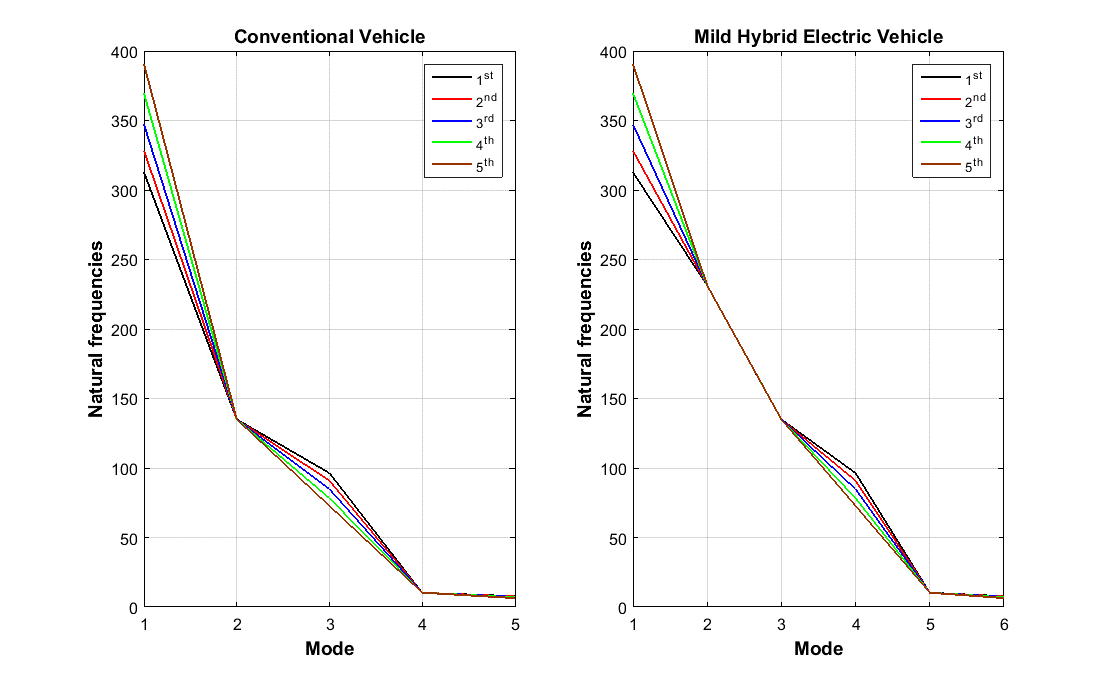 Conventional Vehicle
400
350
300
250
200
150
100
50
0
Natural frequencies
1
2
3
4
5
Mode
1st
2nd
3rd
4th
5th
Mild Hybrid Electric Vehicle
400
350
300
250
200
150
100
50
0
Natural frequencies
1
2
3
4
5
6
Mode
1st
2nd
3rd
4th
5th